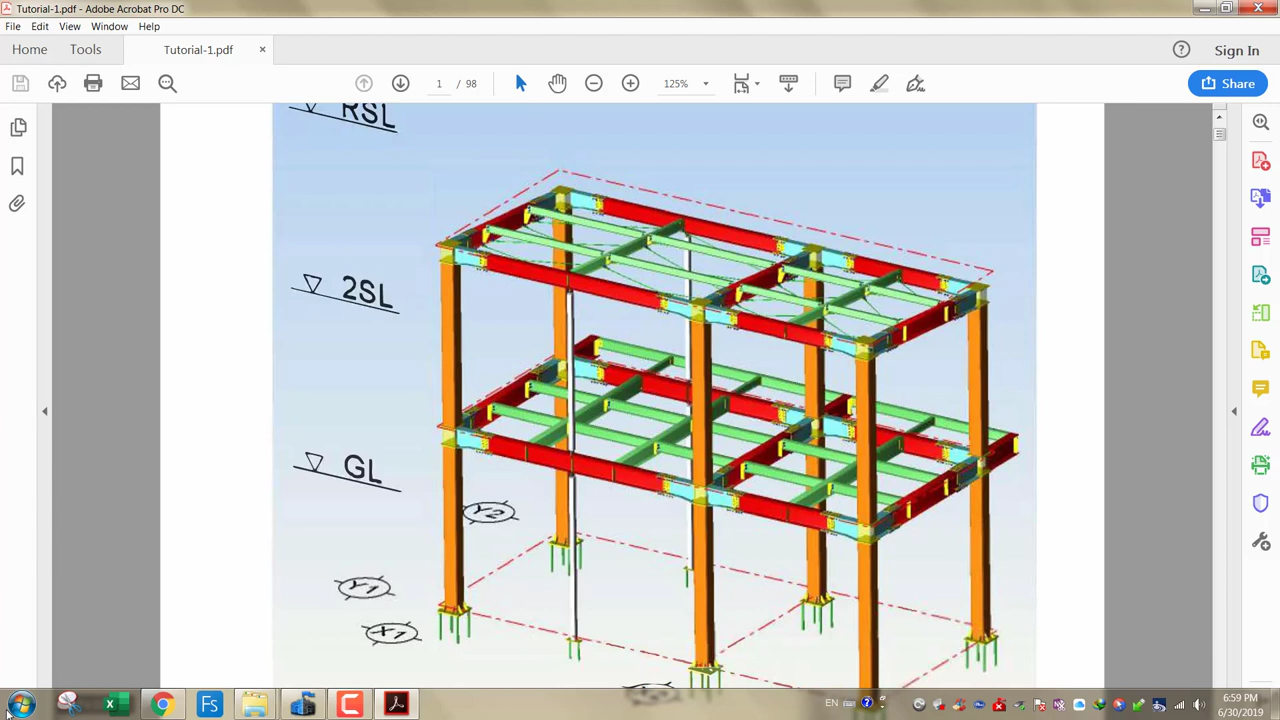 Tutorial-1.pdf - Adobe Acrobat Pro DC
File Edit View Window Help
Home Tools Tutorial-1.pdf × Sign In
1 / 98 125% Share
RSL
2SL
GL
Y2
Y1
X1
Fs
EN
6:59 PM
6/30/2019